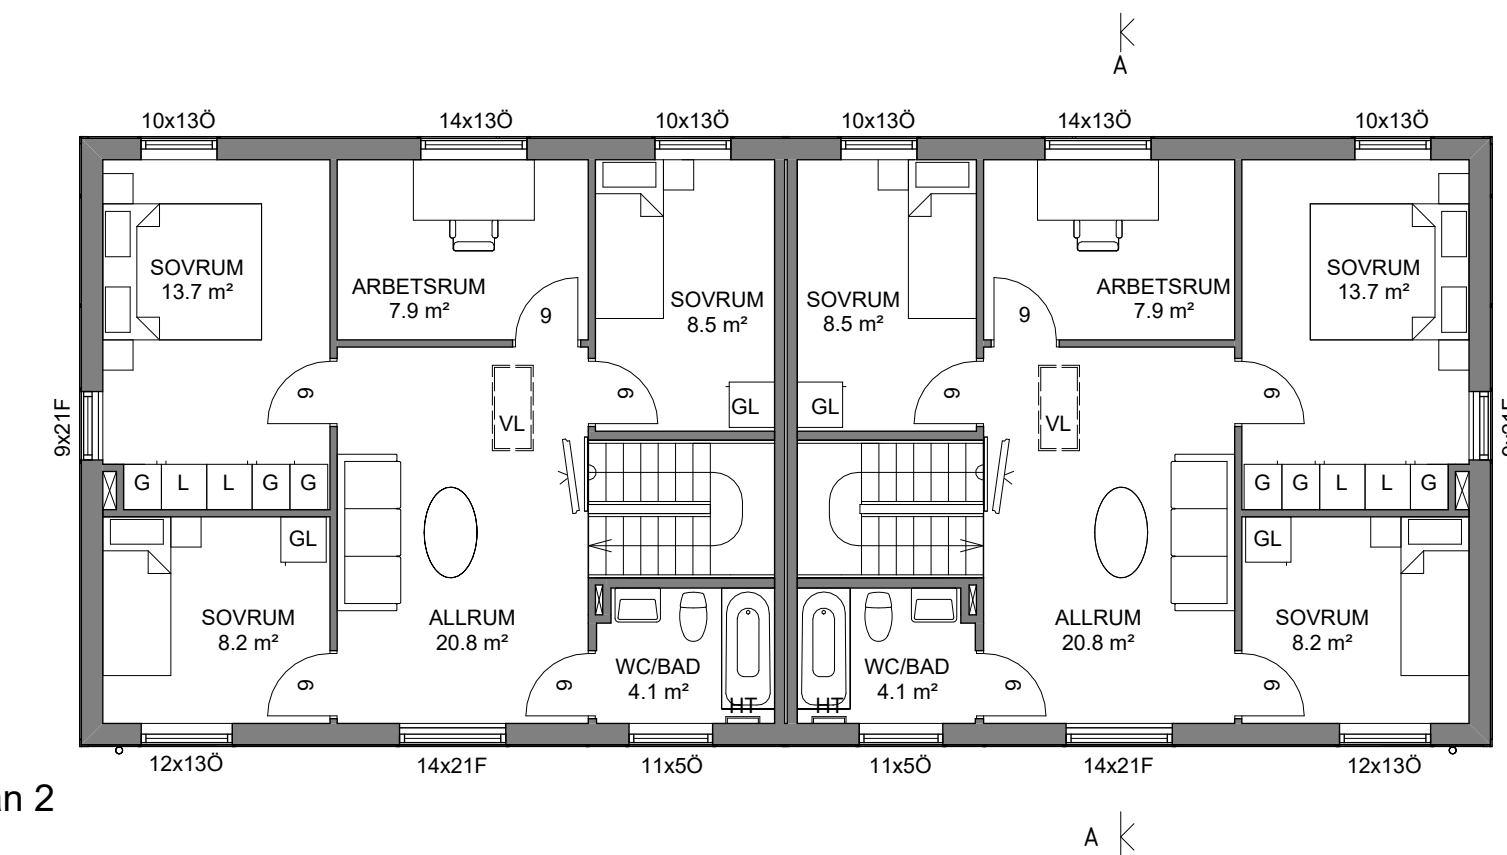 A
10x13Ö
14x13Ö
10x13Ö
10x13Ö
14x13Ö
10x13Ö
SOVRUM
13.7 m²
ARBETSRUM
7.9 m²
9
SOVRUM
8.5 m²
SOVRUM
8.5 m²
9
ARBETSRUM
7.9 m²
SOVRUM
13.7 m²
9x21F
9
VL
9
GL
GL
9
VL
9
9x21F
G L L G G
G G L L G
GL
GL
SOVRUM
8.2 m²
ALLRUM
20.8 m²
WC/BAD
4.1 m²
WC/BAD
4.1 m²
ALLRUM
20.8 m²
SOVRUM
8.2 m²
9
9
HT
HT
9
9
12x13Ö
14x21F
11x5Ö
11x5Ö
14x21F
12x13Ö
an 2
A